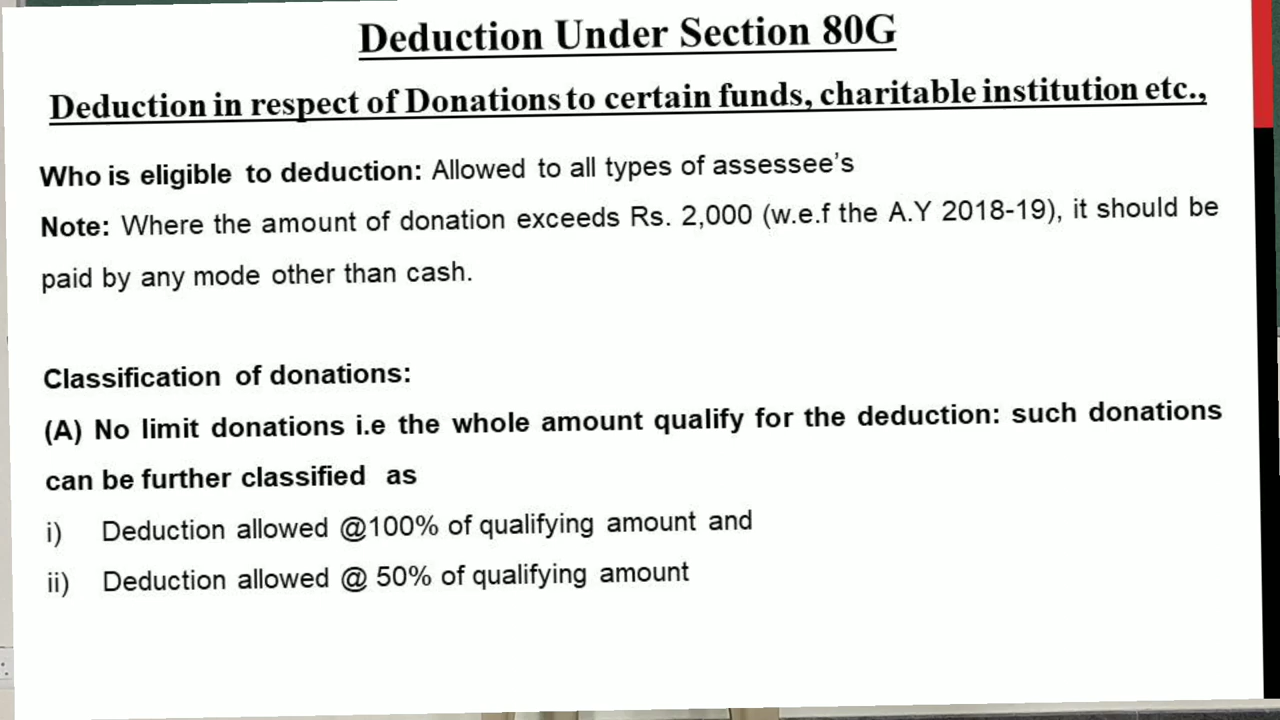 Deduction Under Section 80G
Deduction in respect of Donations to certain funds, charitable institution etc.,
Who is eligible to deduction: Allowed to all types of assessee's
Note: Where the amount of donation exceeds Rs. 2,000 (w.e.f the A.Y 2018-19), it should be
paid by any mode other than cash.
Classification of donations:
(A) No limit donations i.e the whole amount qualify for the deduction: such donations
can be further classified as
i) Deduction allowed @100% of qualifying amount and
ii) Deduction allowed @ 50% of qualifying amount